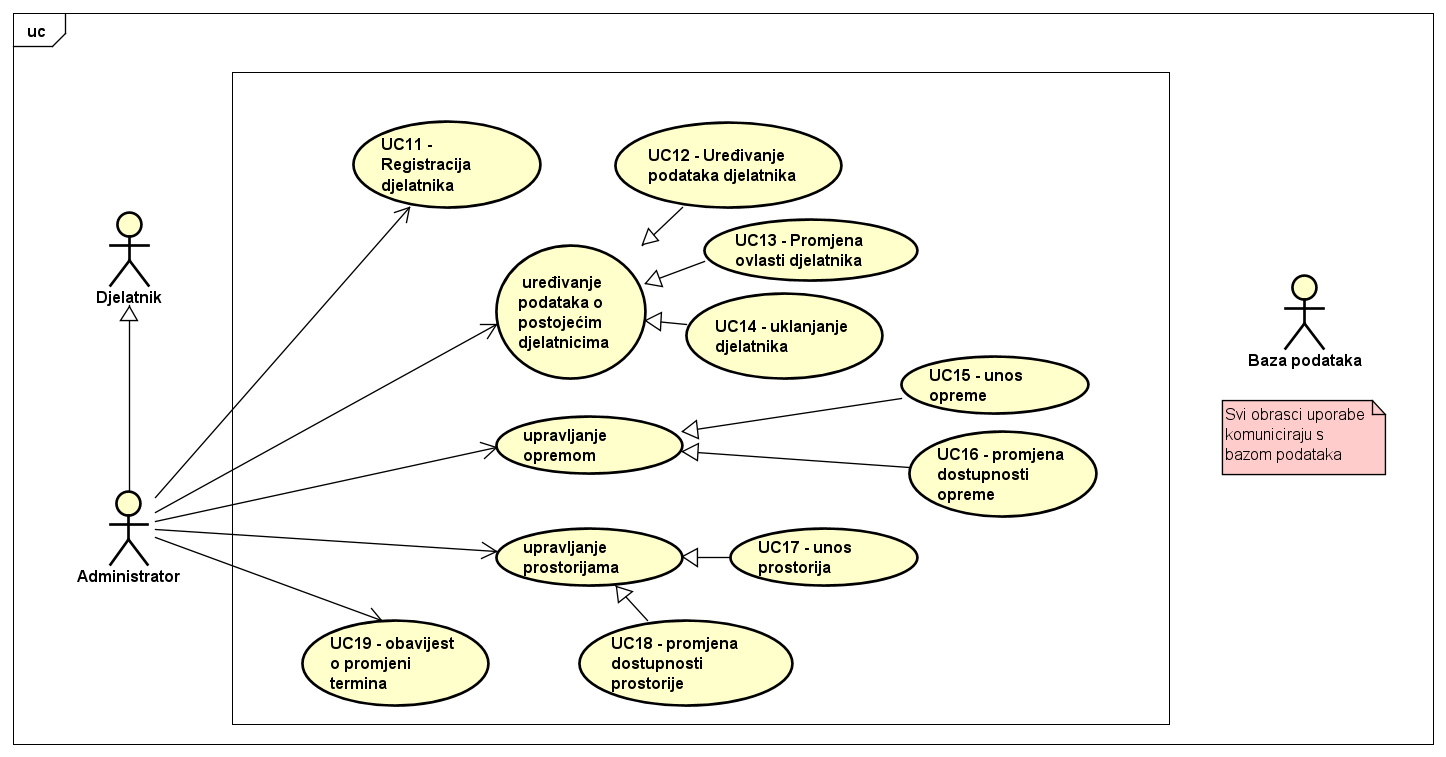 uc
UC11 -
Registracija
djelatnika
UC12 - Uređivanje
podataka djelatnika
UC13 - Promjena
ovlasti djelatnika
uređivanje
podataka o
postojećim
djelatnicima
UC14 - uklanjanje
djelatnika
Djelatnik
Baza podataka
UC15 - unos
opreme
Svi obrasci uporabe
komuniciraju s
bazom podataka
upravljanje
opremom
UC16 - promjena
dostupnosti
opreme
upravljanje
prostorijama
UC17 - unos
prostorija
Administrator
UC19 - obavijest
o promjeni
termina
UC18 - promjena
dostupnosti
prostorije